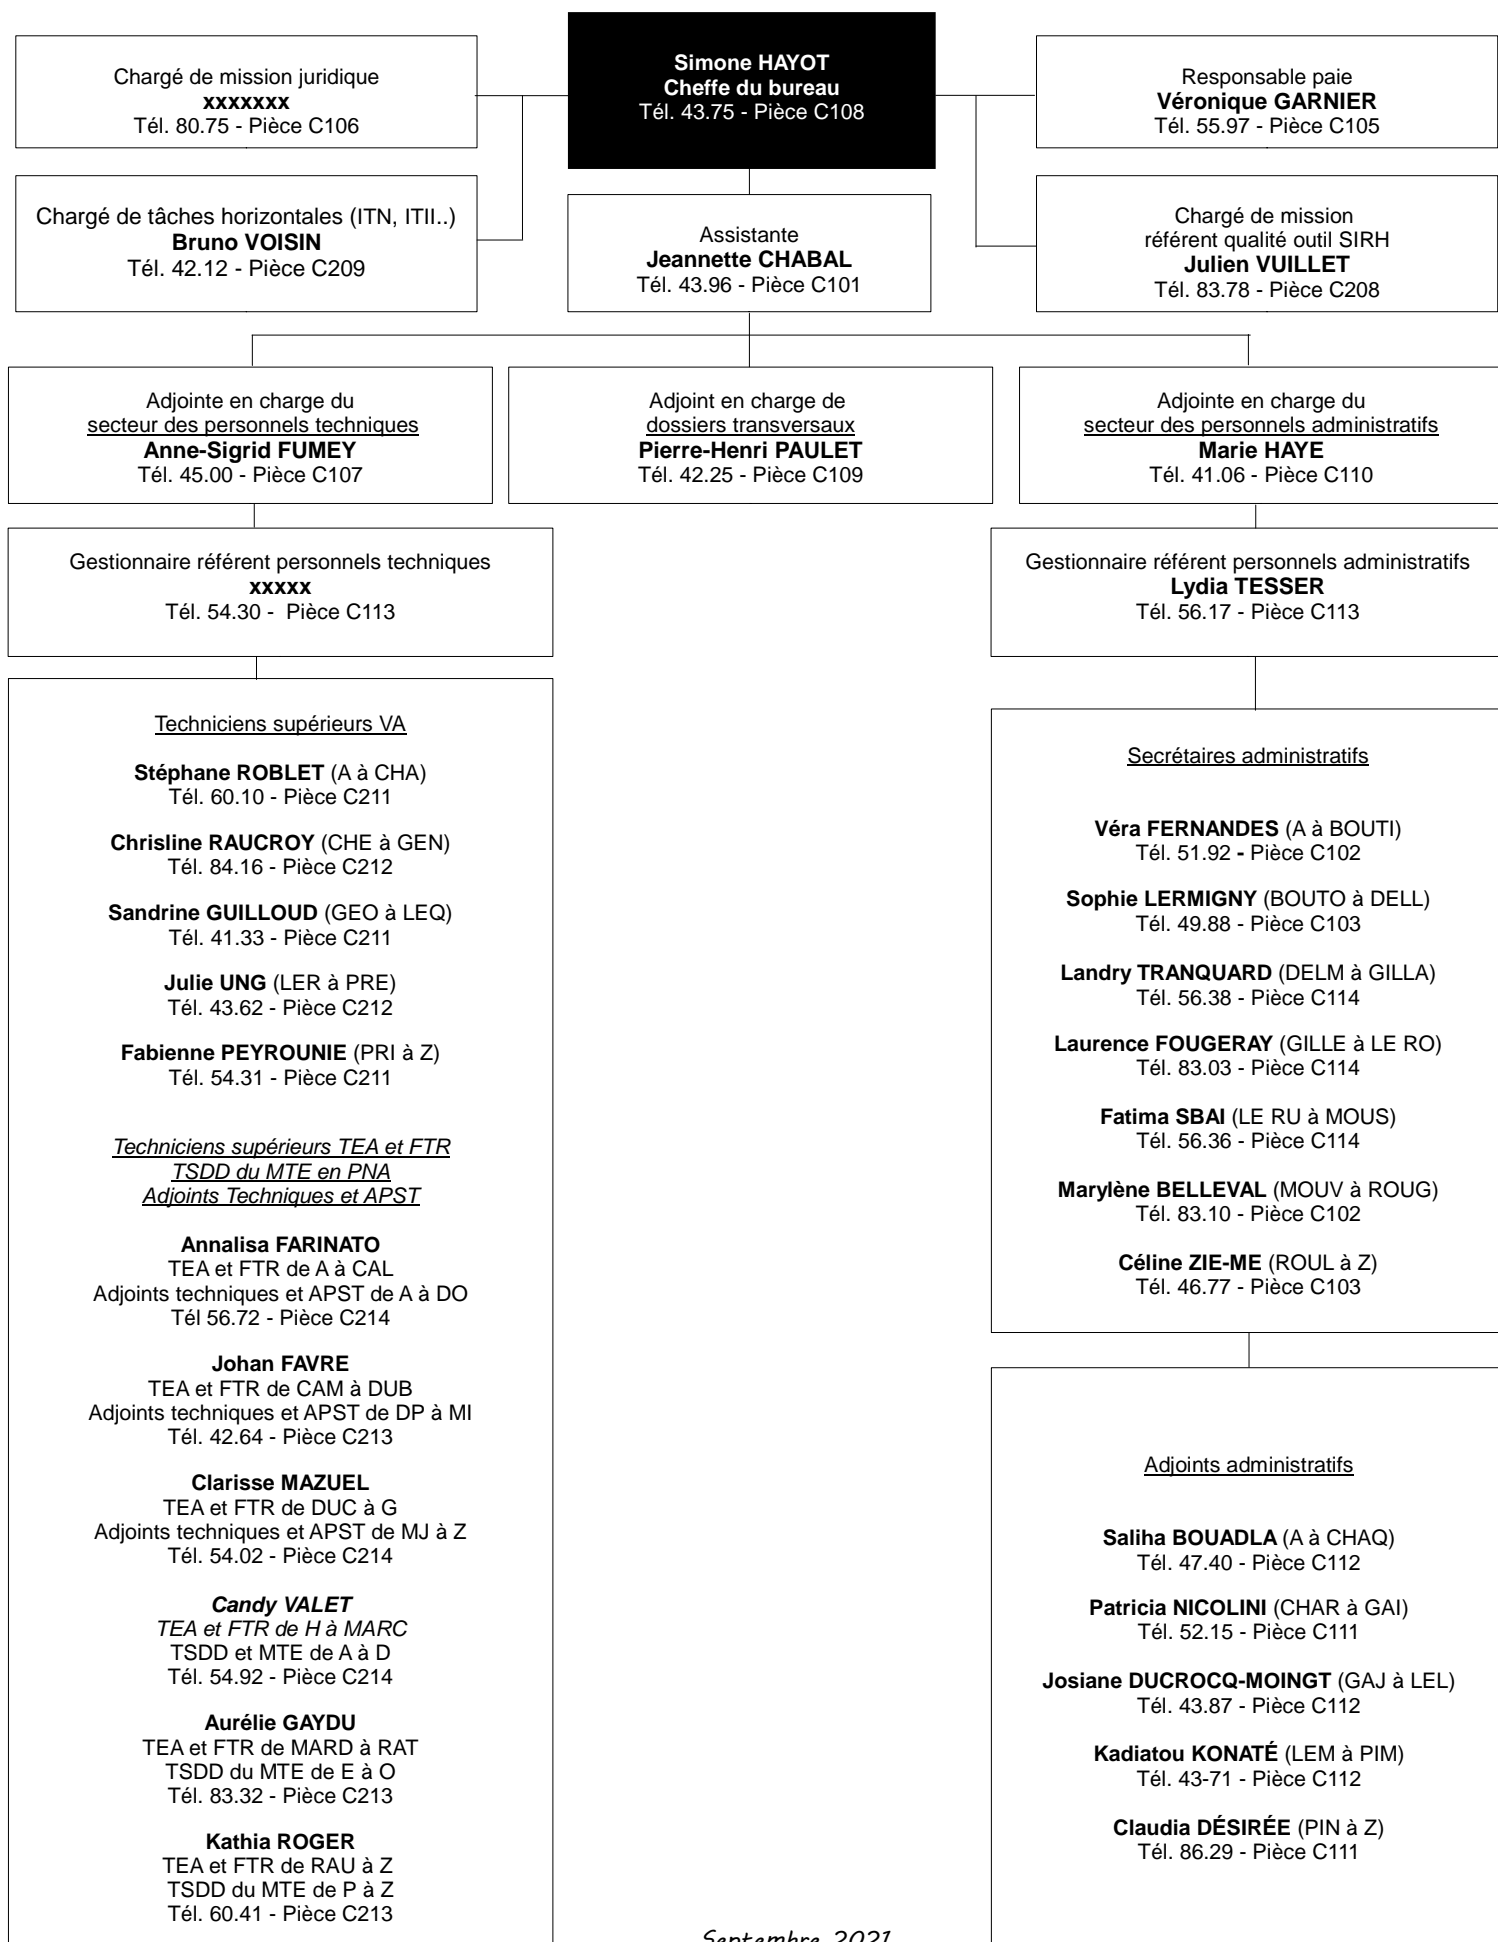 Chargé de mission juridique
xxxxxxx
Tél. 80.75 - Pièce C106
Simone HAYOT
Cheffe du bureau
Tél. 43.75 - Pièce C108
Responsable paie
Véronique GARNIER
Tél. 55.97 - Pièce C105
Chargé de tâches horizontales (ITN, ITII..)
Bruno VOISIN
Tél. 42.12 - Pièce C209
Assistante
Jeannette CHABAL
Tél. 43.96 - Pièce C101
Chargé de mission
référent qualité outil SIRH
Julien VUILLET
Tél. 83.78 - Pièce C208
Adjointe en charge du
secteur des personnels techniques
Anne-Sigrid FUMEY
Tél. 45.00 - Pièce C107
Adjoint en charge de
dossiers transversaux
Pierre-Henri PAULET
Tél. 42.25 - Pièce C109
Adjointe en charge du
secteur des personnels administratifs
Marie HAYE
Tél. 41.06 - Pièce C110
Gestionnaire référent personnels techniques
xxxxx
Tél. 54.30 - Pièce C113
Gestionnaire référent personnels administratifs
Lydia TESSER
Tél. 56.17 - Pièce C113
Techniciens supérieurs VA
Stéphane ROBLET (A à CHA)
Tél. 60.10 - Pièce C211
Chrisline RAUCROY (CHE à GEN)
Tél. 84.16 - Pièce C212
Sandrine GUILLOUD (GEO à LEQ)
Tél. 41.33 - Pièce C211
Julie UNG (LER à PRE)
Tél. 43.62 - Pièce C212
Fabienne PEYROUNIE (PRI à Z)
Tél. 54.31 - Pièce C211
Techniciens supérieurs TEA et FTR
TSDD du MTE en PNA
Adjoints Techniques et APST
Annalisa FARINATO
TEA et FTR de A à CAL
Adjoints techniques et APST de A à DO
Tél 56.72 - Pièce C214
Johan FAVRE
TEA et FTR de CAM à DUB
Adjoints techniques et APST de DP à MI
Tél. 42.64 - Pièce C213
Clarisse MAZUEL
TEA et FTR de DUC à G
Adjoints techniques et APST de MJ à Z
Tél. 54.02 - Pièce C214
Candy VALET
TEA et FTR de H à MARC
TSDD et MTE de A à D
Tél. 54.92 - Pièce C214
Aurélie GAYDU
TEA et FTR de MARD à RAT
TSDD du MTE de E à O
Tél. 83.32 - Pièce C213
Kathia ROGER
TEA et FTR de RAU à Z
TSDD du MTE de P à Z
Tél. 60.41 - Pièce C213
Secrétaires administratifs
Véra FERNANDES (A à BOUTI)
Tél. 51.92 - Pièce C102
Sophie LERMIGNY (BOUTO à DELL)
Tél. 49.88 - Pièce C103
Landry TRANQUARD (DELM à GILLA)
Tél. 56.38 - Pièce C114
Laurence FOUGERAY (GILLE à LE RO)
Tél. 83.03 - Pièce C114
Fatima SBAI (LE RU à MOUS)
Tél. 56.36 - Pièce C114
Marylène BELLEVAL (MOUV à ROUG)
Tél. 83.10 - Pièce C102
Céline ZIE-ME (ROUL à Z)
Tél. 46.77 - Pièce C103
Adjoints administratifs
Saliha BOUADLA (A à CHAQ)
Tél. 47.40 - Pièce C112
Patricia NICOLINI (CHAR à GAI)
Tél. 52.15 - Pièce C111
Josiane DUCROCQ-MOINGT (GAJ à LEL)
Tél. 43.87 - Pièce C112
Kadiatou KONATÉ (LEM à PIM)
Tél. 43-71 - Pièce C112
Claudia DÉSIRÉE (PIN à Z)
Tél. 86.29 - Pièce C111
Septembre 2021